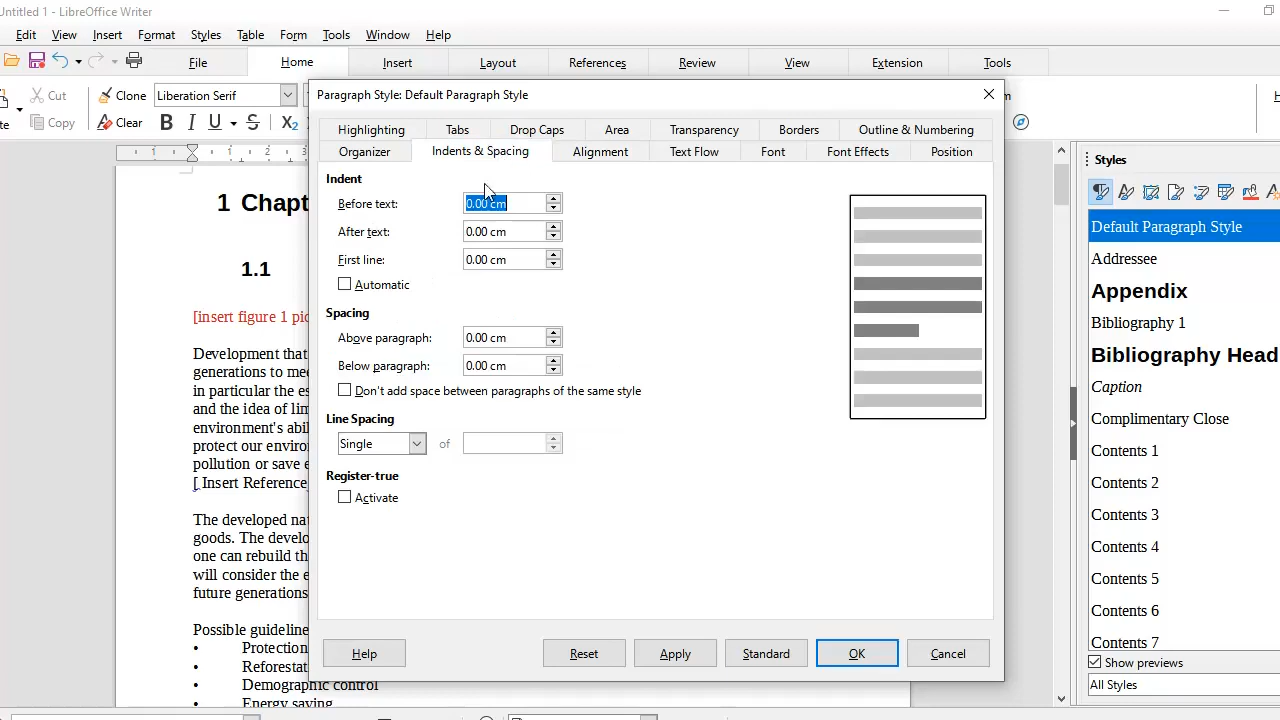 Untitled 1 - LibreOffice Writer
Edit View Insert Format Styles Table Form Tools Window Help
File Home Insert Layout References Review View Extension Tools
Cut Clone Liberation Serif
Copy Clear B I U S X₂
Paragraph Style: Default Paragraph Style
Highlighting Tabs Drop Caps Area Transparency Borders Outline & Numbering
Organizer Indents & Spacing Alignment Text Flow Font Font Effects Position
Indent
Before text: 0.00 cm
After text: 0.00 cm
First line: 0.00 cm
Automatic
Spacing
Above paragraph: 0.00 cm
Below paragraph: 0.00 cm
Don't add space between paragraphs of the same style
Line Spacing
Single of
Register-true
Activate
Help Reset Apply Standard OK Cancel
1 1 2
1 Chapt
1.1
[insert figure 1 pic
Development that
generations to mee
in particular the es
and the idea of lim
environment's abil
protect our enviro
pollution or save e
[ Insert Reference
The developed nat
goods. The develo
one can rebuild th
will consider the e
future generations
Possible guideline
• Protection
• Reforestat
• Demographic control
• Energy saving
Styles
Default Paragraph Style
Addressee
Appendix
Bibliography 1
Bibliography Head
Caption
Complimentary Close
Contents 1
Contents 2
Contents 3
Contents 4
Contents 5
Contents 6
Contents 7
Show previews
All Styles